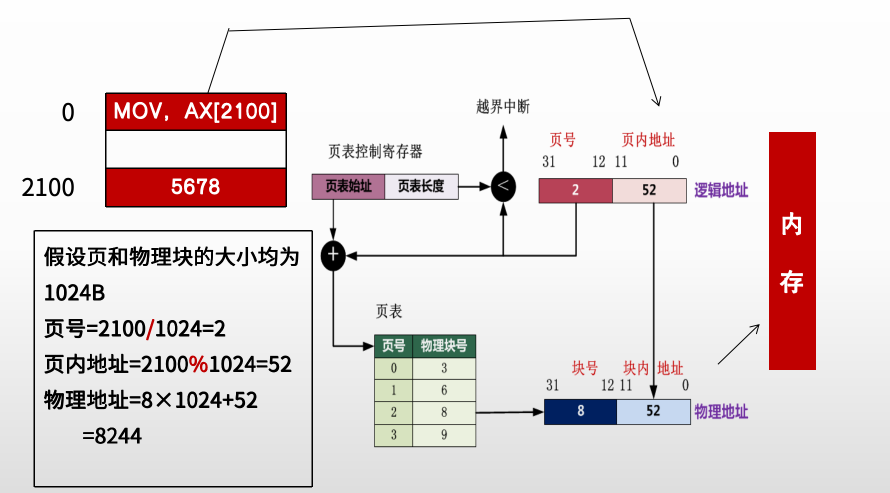 0
MOV，AX[2100]
2100
5678
假设页和物理块的大小均为
1024B
页号=2100/1024=2
页内地址=2100%1024=52
物理地址=8×1024+52
=8244
越界中断
页表控制寄存器
页表始址 页表长度
<
+
页号 页内地址
31 12 11 0
2 52 逻辑地址
页表
页号 物理块号
0 3
1 6
2 8
3 9
块号 块内 地址
31 12 11 0
8 52 物理地址
内
存